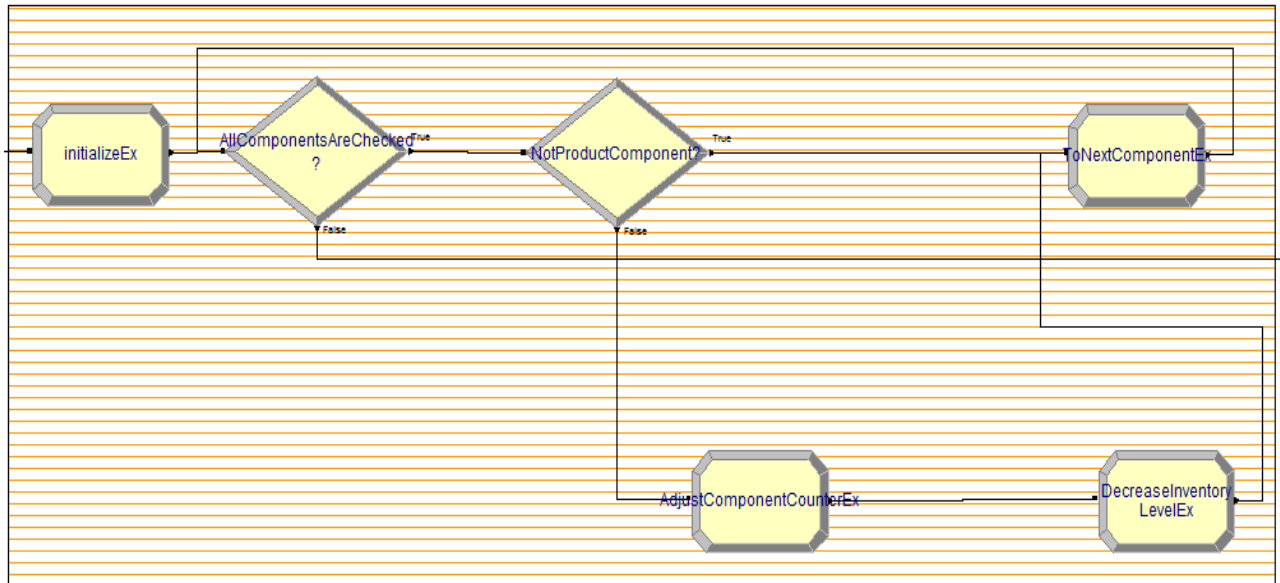 initializeEx
AllComponentsAreChecked
?
True
False
NotProductComponent?
True
False
ToNextComponentEx
AdjustComponentCounterEx
DecreaseInventory
LevelEx